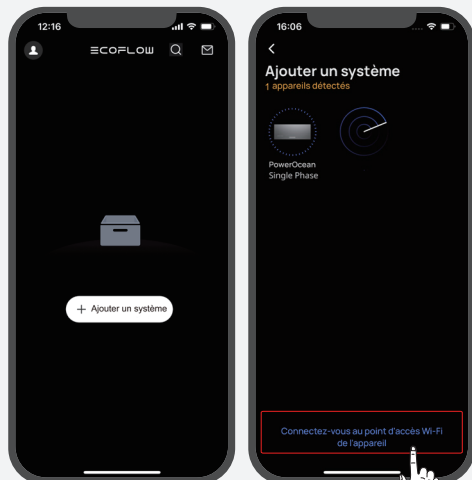 12:16
ECOFLOW
+ Ajouter un système
16:06
Ajouter un système
1 appareils détectés
PowerOcean
Single Phase
Connectez-vous au point d'accès Wi-Fi
de l'appareil